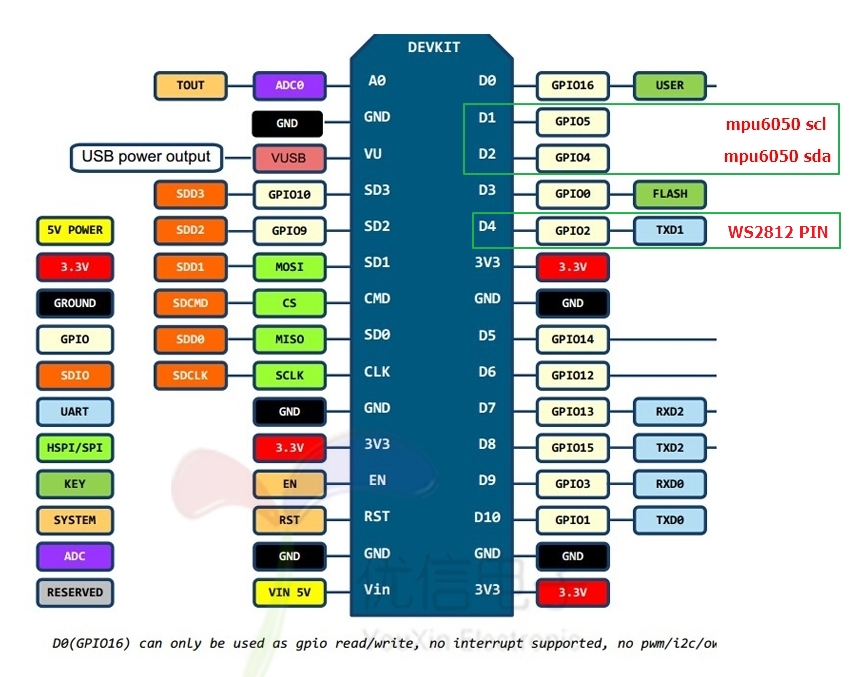 DEVKIT
TOUT ADC0 A0 D0 GPIO16 USER
GND GND D1 GPIO5 mpu6050 scl
USB power output VUSB VU D2 GPIO4 mpu6050 sda
SDD3 GPIO10 SD3 D3 GPIO0 FLASH
5V POWER SDD2 GPIO9 SD2 D4 GPIO2 TXD1 WS2812 PIN
3.3V SDD1 MOSI SD1 3V3 3.3V
GROUND SDCMD CS CMD GND GND
GPIO SDD0 MISO SD0 D5 GPIO14
SDIO SDCLK SCLK CLK D6 GPIO12
UART GND GND D7 GPIO13 RXD2
HSPI/SPI 3.3V 3V3 D8 GPIO15 TXD2
KEY EN EN D9 GPIO3 RXD0
SYSTEM RST RST D10 GPIO1 TXD0
ADC GND GND GND GND
RESERVED VIN 5V Vin 3V3 3.3V
优信电子
YouXin Electronic
D0(GPIO16) can only be used as gpio read/write, no interrupt supported, no pwm/i2c/ow